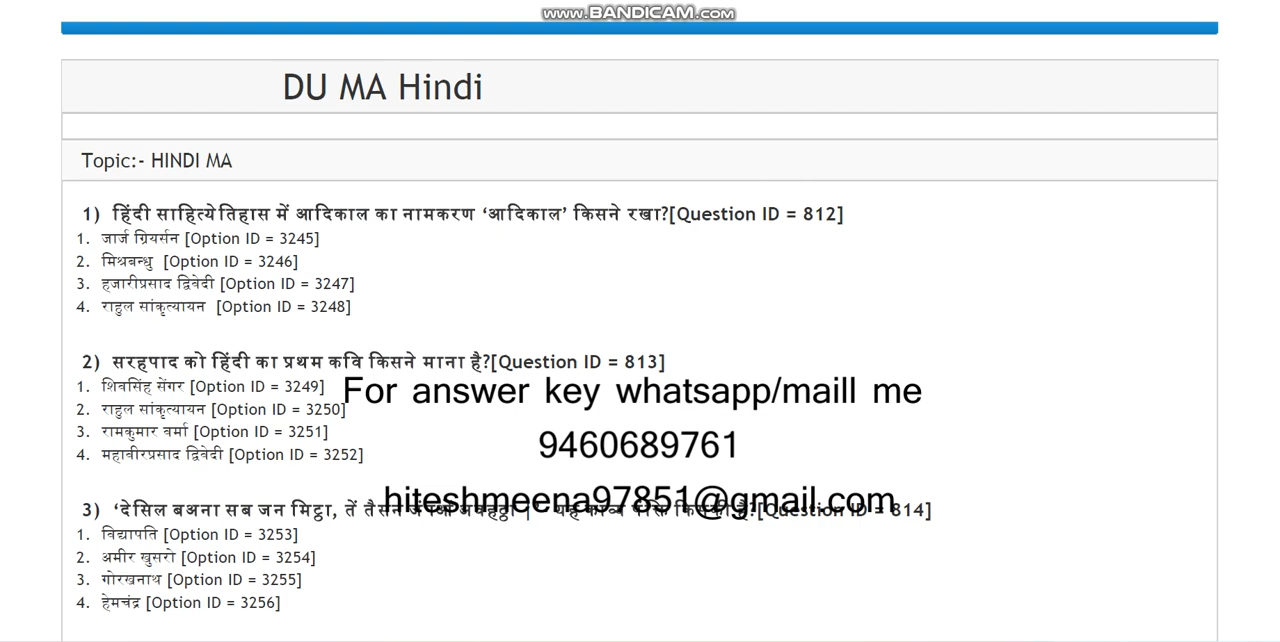 www.BANDICAM.com
DU MA Hindi
Topic:- HINDI MA
1) हिंदी साहित्येतिहास में आदिकाल का नामकरण ‘आदिकाल’ किसने रखा?[Question ID = 812]
1. जार्ज ग्रियर्सन [Option ID = 3245]
2. मिश्रबन्धु [Option ID = 3246]
3. हजारीप्रसाद द्विवेदी [Option ID = 3247]
4. राहुल सांकृत्यायन [Option ID = 3248]
2) सरहपाद को हिंदी का प्रथम कवि किसने माना है?[Question ID = 813]
1. शिवसिंह सेंगर [Option ID = 3249]
For answer key whatsapp/maill me
2. राहुल सांकृत्यायन [Option ID = 3250]
3. रामकुमार वर्मा [Option ID = 3251]
9460689761
4. महावीरप्रसाद द्विवेदी [Option ID = 3252]
hiteshmeena97851@gmail.com
3) ‘देसिल बअना सब जन मिट्ठा, तें तैसन जंपओ अवहट्ठा |’ - यह काव्य पंक्ति किसकी है?[Question ID = 814]
1. विद्यापति [Option ID = 3253]
2. अमीर खुसरो [Option ID = 3254]
3. गोरखनाथ [Option ID = 3255]
4. हेमचंद्र [Option ID = 3256]